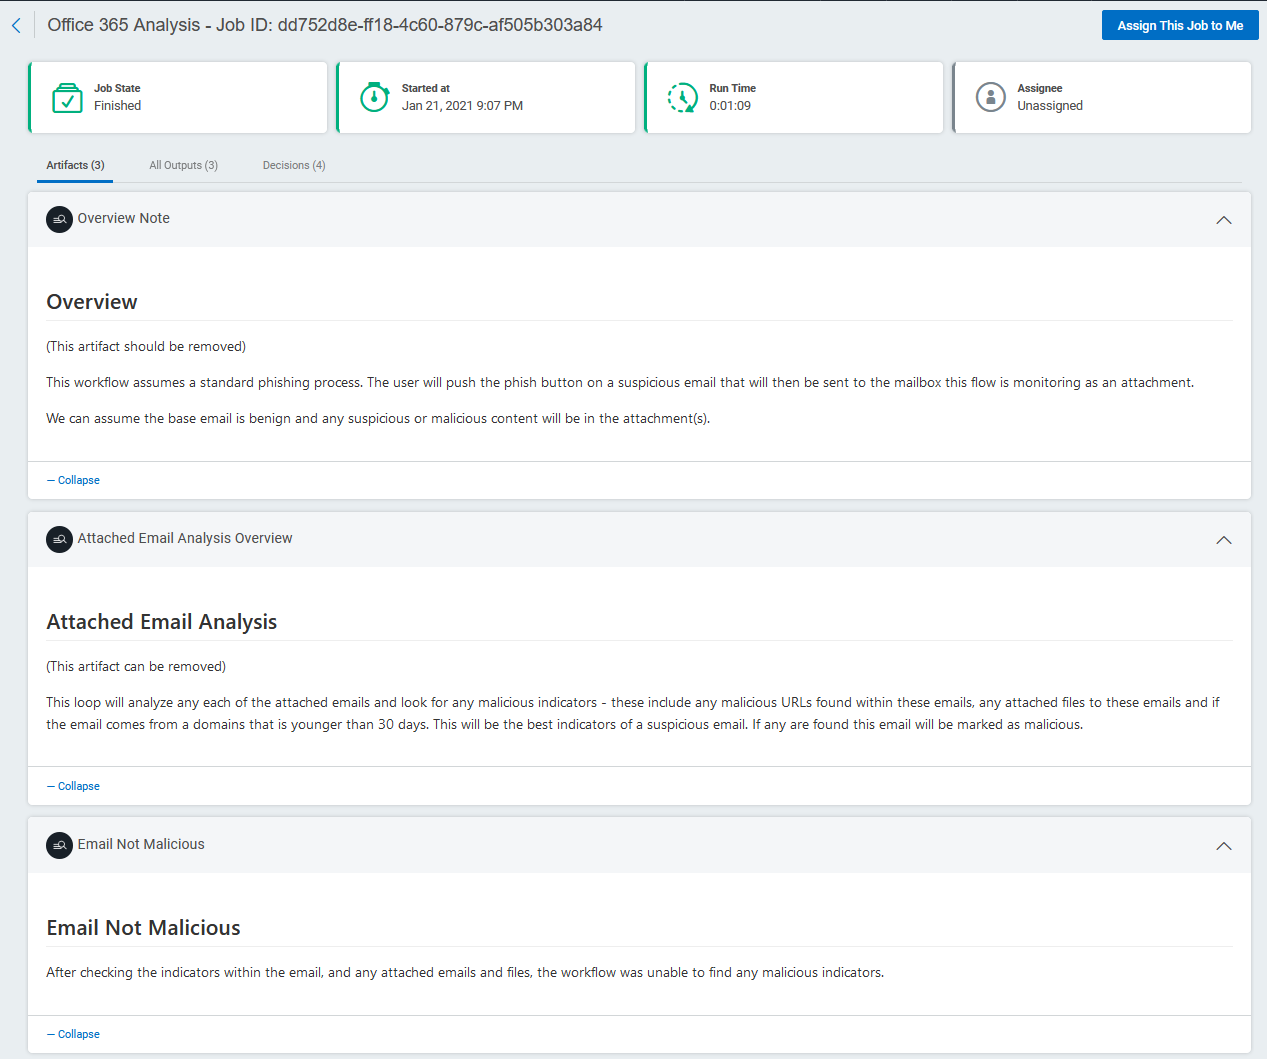 Office 365 Analysis - Job ID: dd752d8e-ff18-4c60-879c-af505b303a84
Assign This Job to Me
Job State
Finished
Started at
Jan 21, 2021 9:07 PM
Run Time
0:01:09
Assignee
Unassigned
Artifacts (3)
All Outputs (3)
Decisions (4)
Overview Note
Overview
(This artifact should be removed)
This workflow assumes a standard phishing process. The user will push the phish button on a suspicious email that will then be sent to the mailbox this flow is monitoring as an attachment.
We can assume the base email is benign and any suspicious or malicious content will be in the attachment(s).
— Collapse
Attached Email Analysis Overview
Attached Email Analysis
(This artifact can be removed)
This loop will analyze any each of the attached emails and look for any malicious indicators - these include any malicious URLs found within these emails, any attached files to these emails and if
the email comes from a domains that is younger than 30 days. This will be the best indicators of a suspicious email. If any are found this email will be marked as malicious.
— Collapse
Email Not Malicious
Email Not Malicious
After checking the indicators within the email, and any attached emails and files, the workflow was unable to find any malicious indicators.
— Collapse